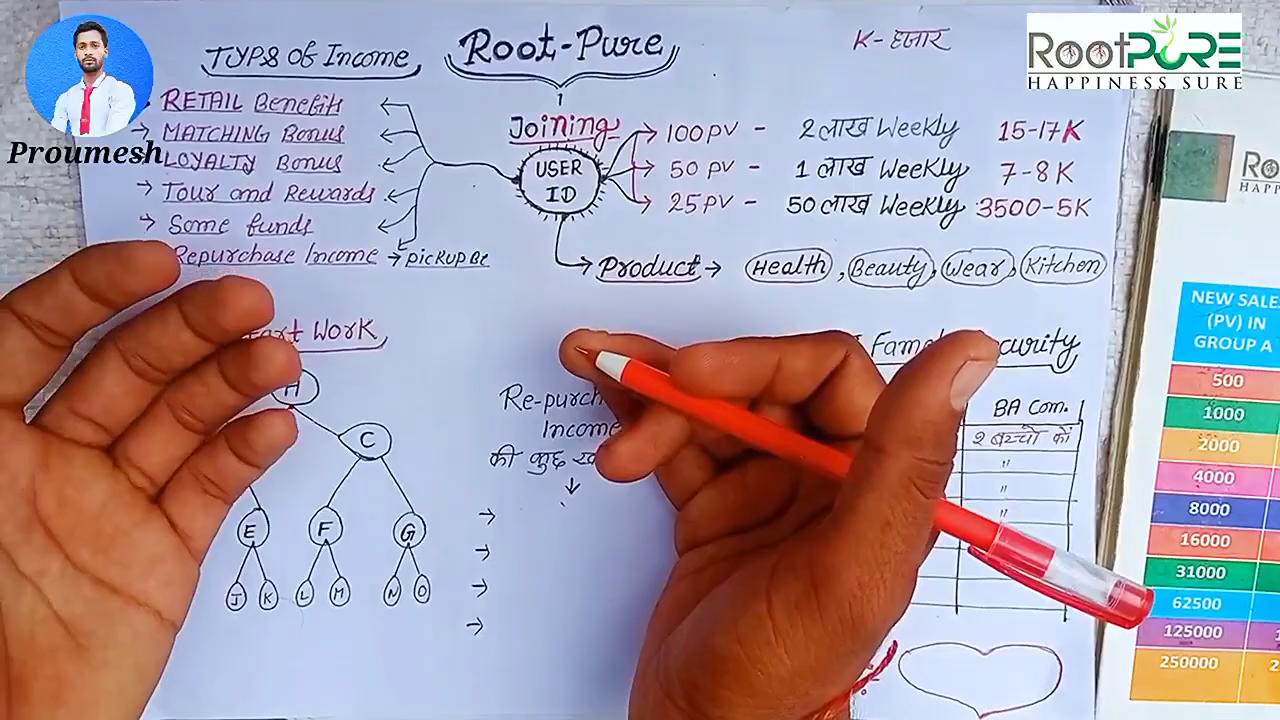 TYPS Of Income
Root-Pure
K- हजार
RootPURE
HAPPINESS SURE
Proumesh
RETAIL Benefits
MATCHING Bonus
LOYALTY Bonus
Tour and Rewards
Some funds
Repurchase Income → pickup Bc
Joining
USER
ID
100 PV - 2 लाख Weekly 15-17K
50 PV - 1 लाख Weekly 7-8 K
25 PV - 50 लाख Weekly 3500-5K
Product → Health, Beauty, Wear, Kitchen
Work
Re-purch
Income
की कुछ
BA Com.
2 बच्चो को
"
"
"
H
C
E F G
J K L M N O
NEW SALE
(PV) IN
GROUP A
500
1000
2000
4000
8000
16000
31000
62500
125000
250000